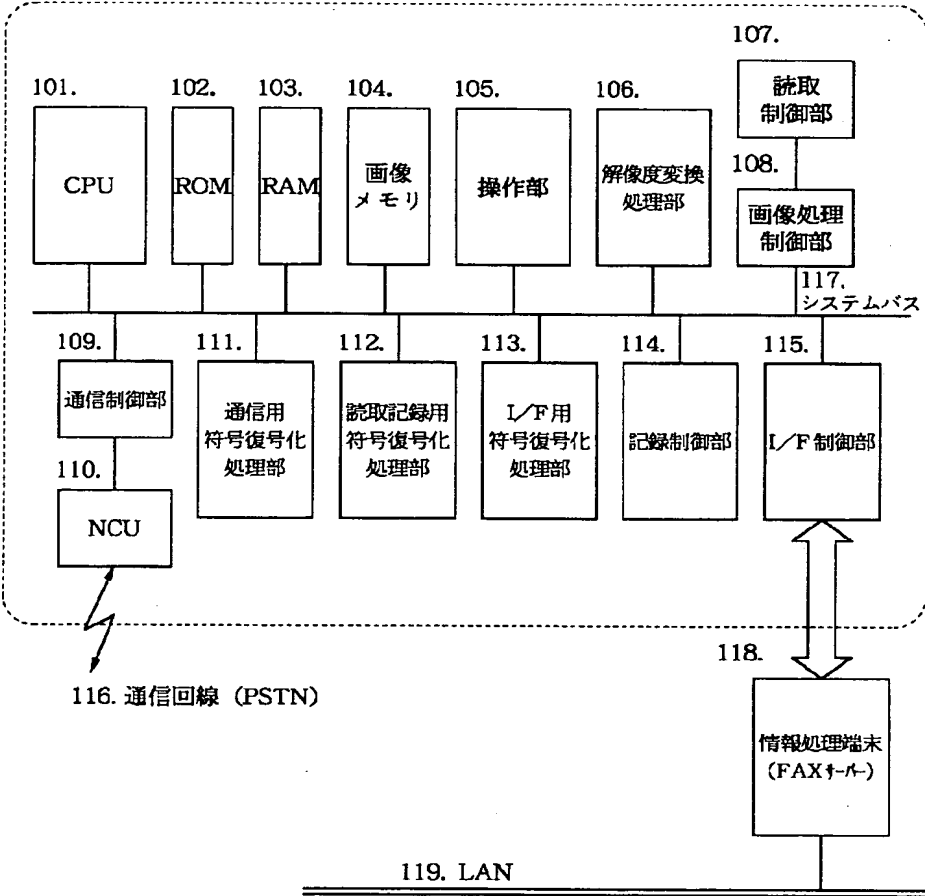 107.
読取
制御部
101.
102.
103.
104.
105.
106.
CPU
ROM
RAM
画像
メモリ
操作部
解像度変換
処理部
108.
画像処理
制御部
117.
システムバス
109.
111.
112.
113.
114.
115.
通信制御部
通信用
符号復号化
処理部
読取記録用
符号復号化
処理部
I/F用
符号復号化
処理部
記録制御部
I/F 制御部
110.
NCU
116. 通信回線 (PSTN)
118.
情報処理端末
(FAXサーバー)
119. LAN